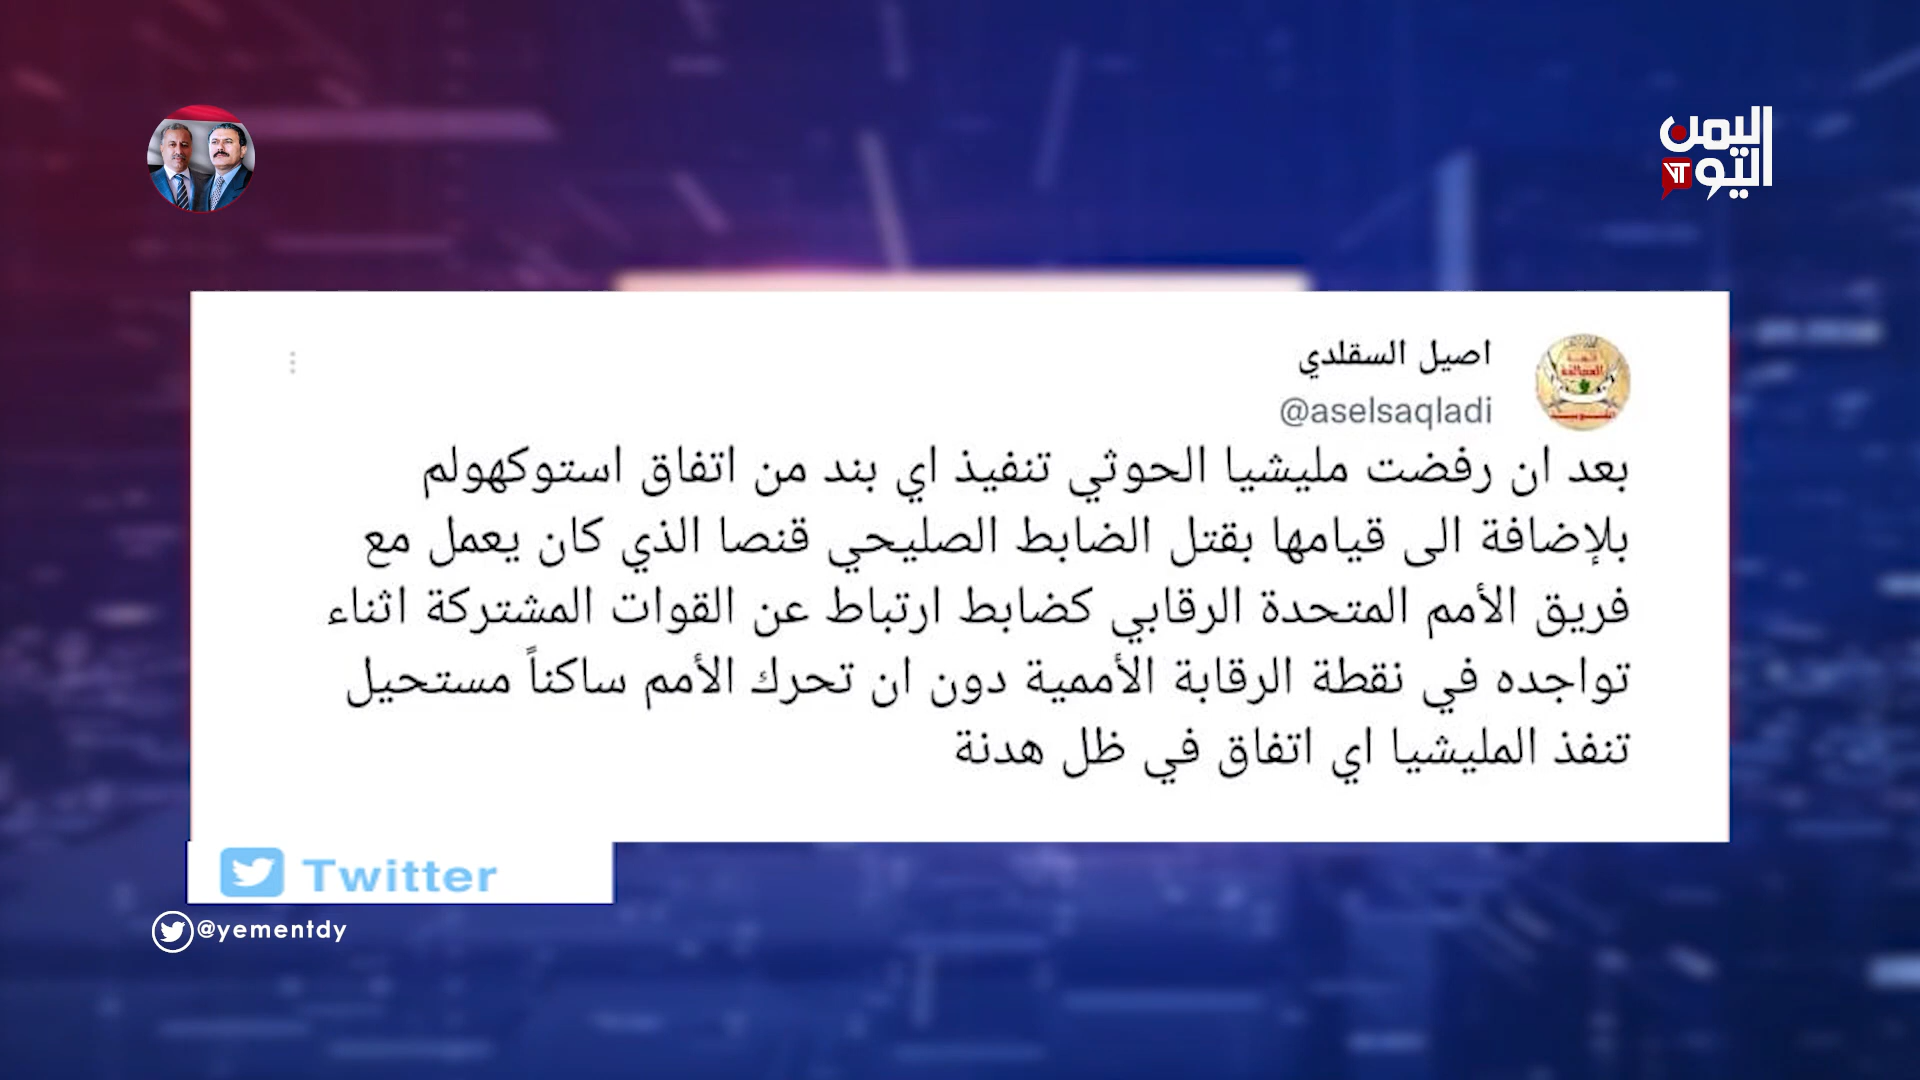 اليمن
اليوم
YT
اصيل السقلدي
@aselsaqladi
بعد ان رفضت مليشيا الحوثي تنفيذ اي بند من اتفاق استوكهولم
بلإضافة الى قيامها بقتل الضابط الصليحي قنصا الذي كان يعمل مع
فريق الأمم المتحدة الرقابي كضابط ارتباط عن القوات المشتركة اثناء
تواجده في نقطة الرقابة الأممية دون ان تحرك الأمم ساكناً مستحيل
تنفذ المليشيا اي اتفاق في ظل هدنة
Twitter
@yementdy